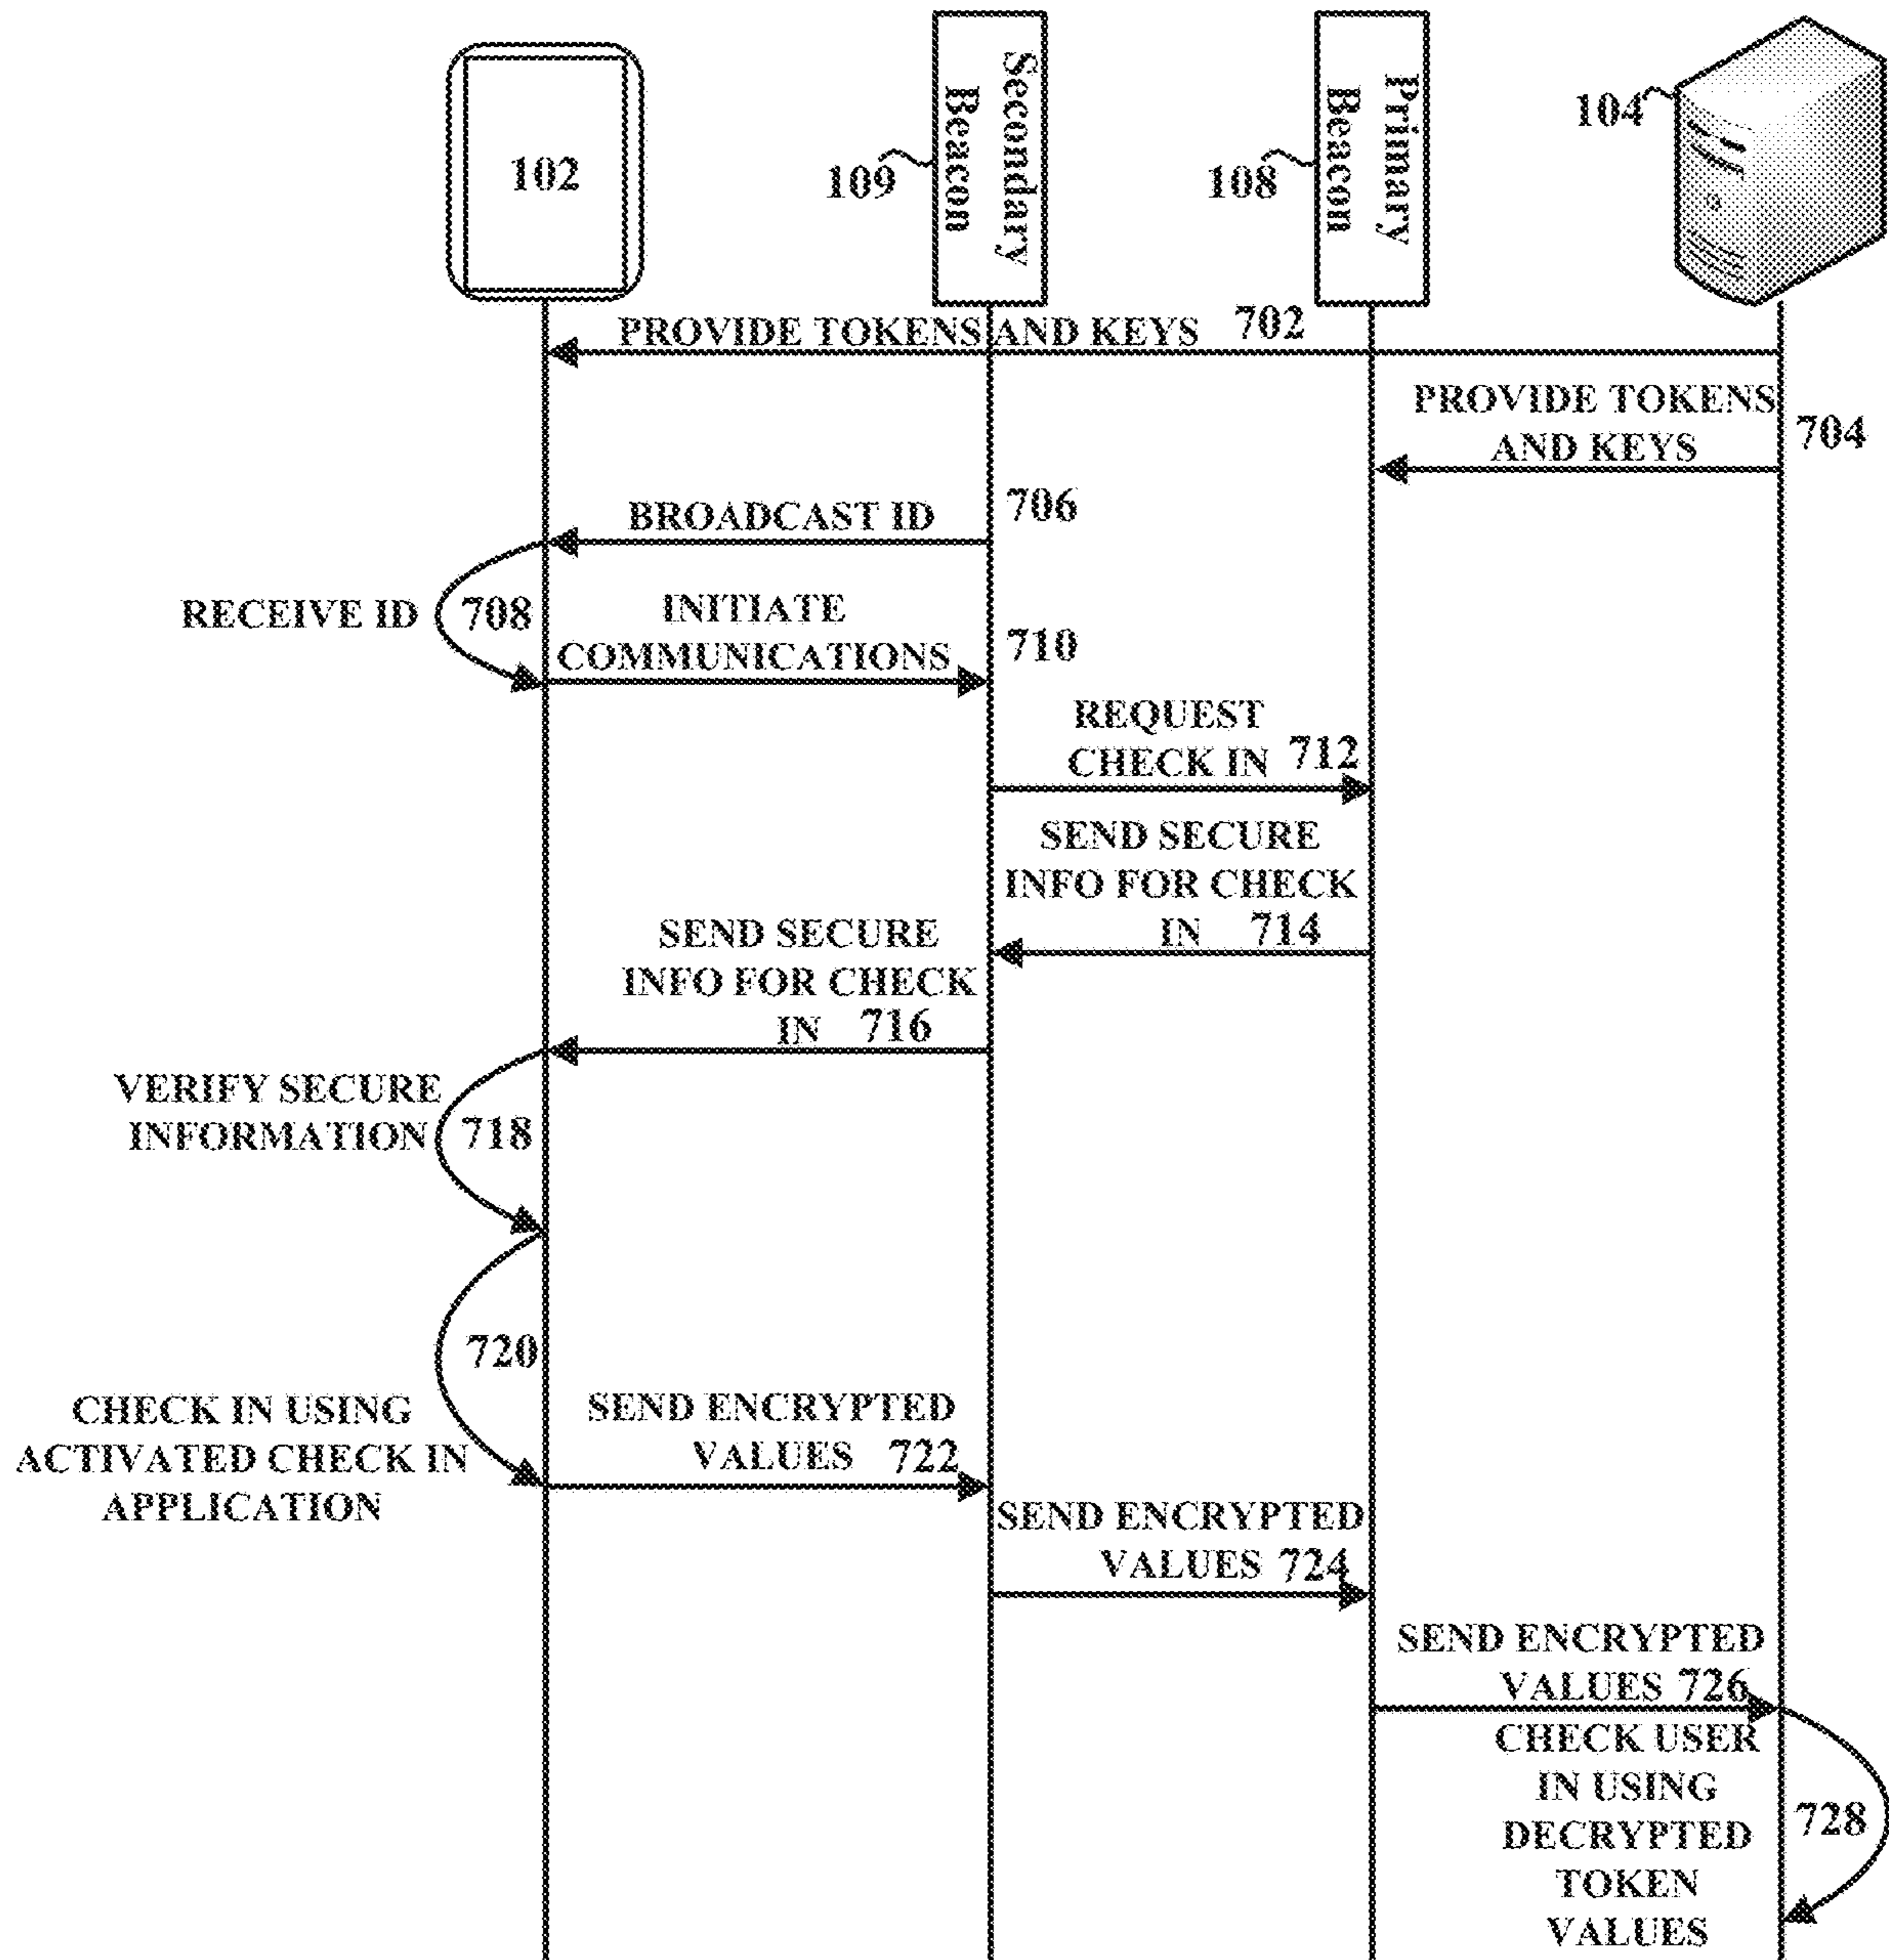 102
109
Secondary
Beacon
108
Primary
Beacon
104
PROVIDE TOKENS AND KEYS 702
PROVIDE TOKENS
AND KEYS
704
BROADCAST ID
706
RECEIVE ID
708
INITIATE
COMMUNICATIONS
710
REQUEST
CHECK IN 712
SEND SECURE
INFO FOR CHECK
IN 714
SEND SECURE
INFO FOR CHECK
IN 716
VERIFY SECURE
INFORMATION
718
720
CHECK IN USING
ACTIVATED CHECK IN
APPLICATION
SEND ENCRYPTED
VALUES 722
SEND ENCRYPTED
VALUES 724
SEND ENCRYPTED
VALUES 726
CHECK USER
IN USING
DECRYPTED
TOKEN
VALUES
728